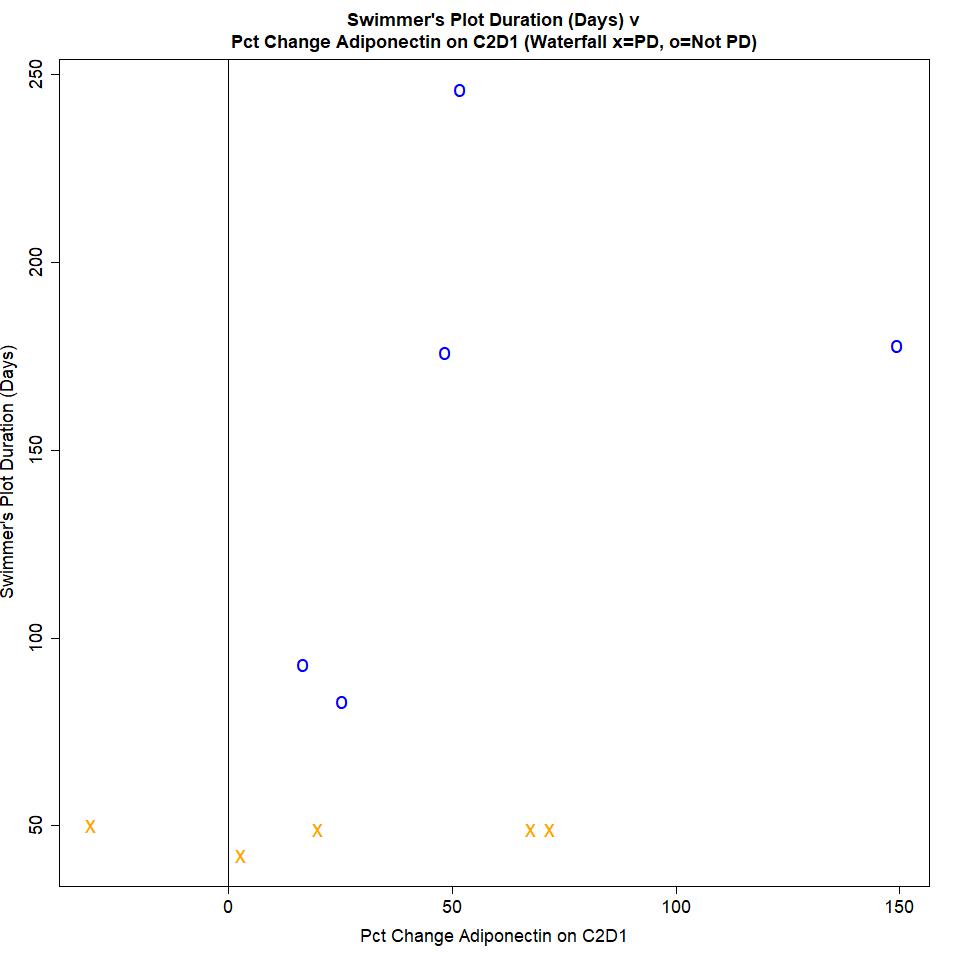 Swimmer's Plot Duration (Days) v
Pct Change Adiponectin on C2D1 (Waterfall x=PD, o=Not PD)
250
200
150
100
50
Swimmer's Plot Duration (Days)
o
o
o
o
o
x
x
x
x
x
0
50
100
150
Pct Change Adiponectin on C2D1